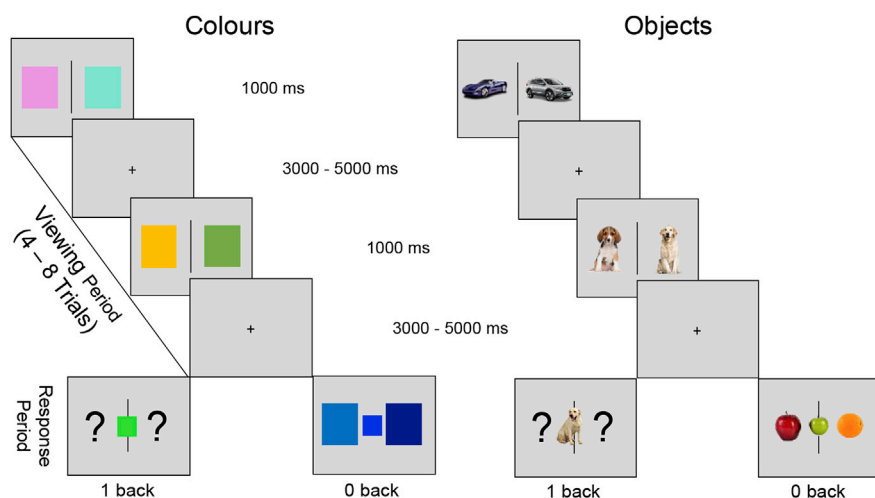 Colours
Objects
1000 ms
+
3000 - 5000 ms
+
1000 ms
+
3000 - 5000 ms
+
Viewing Period
(4 – 8 Trials)
Response
Period
? ?
? ?
1 back
0 back
1 back
0 back